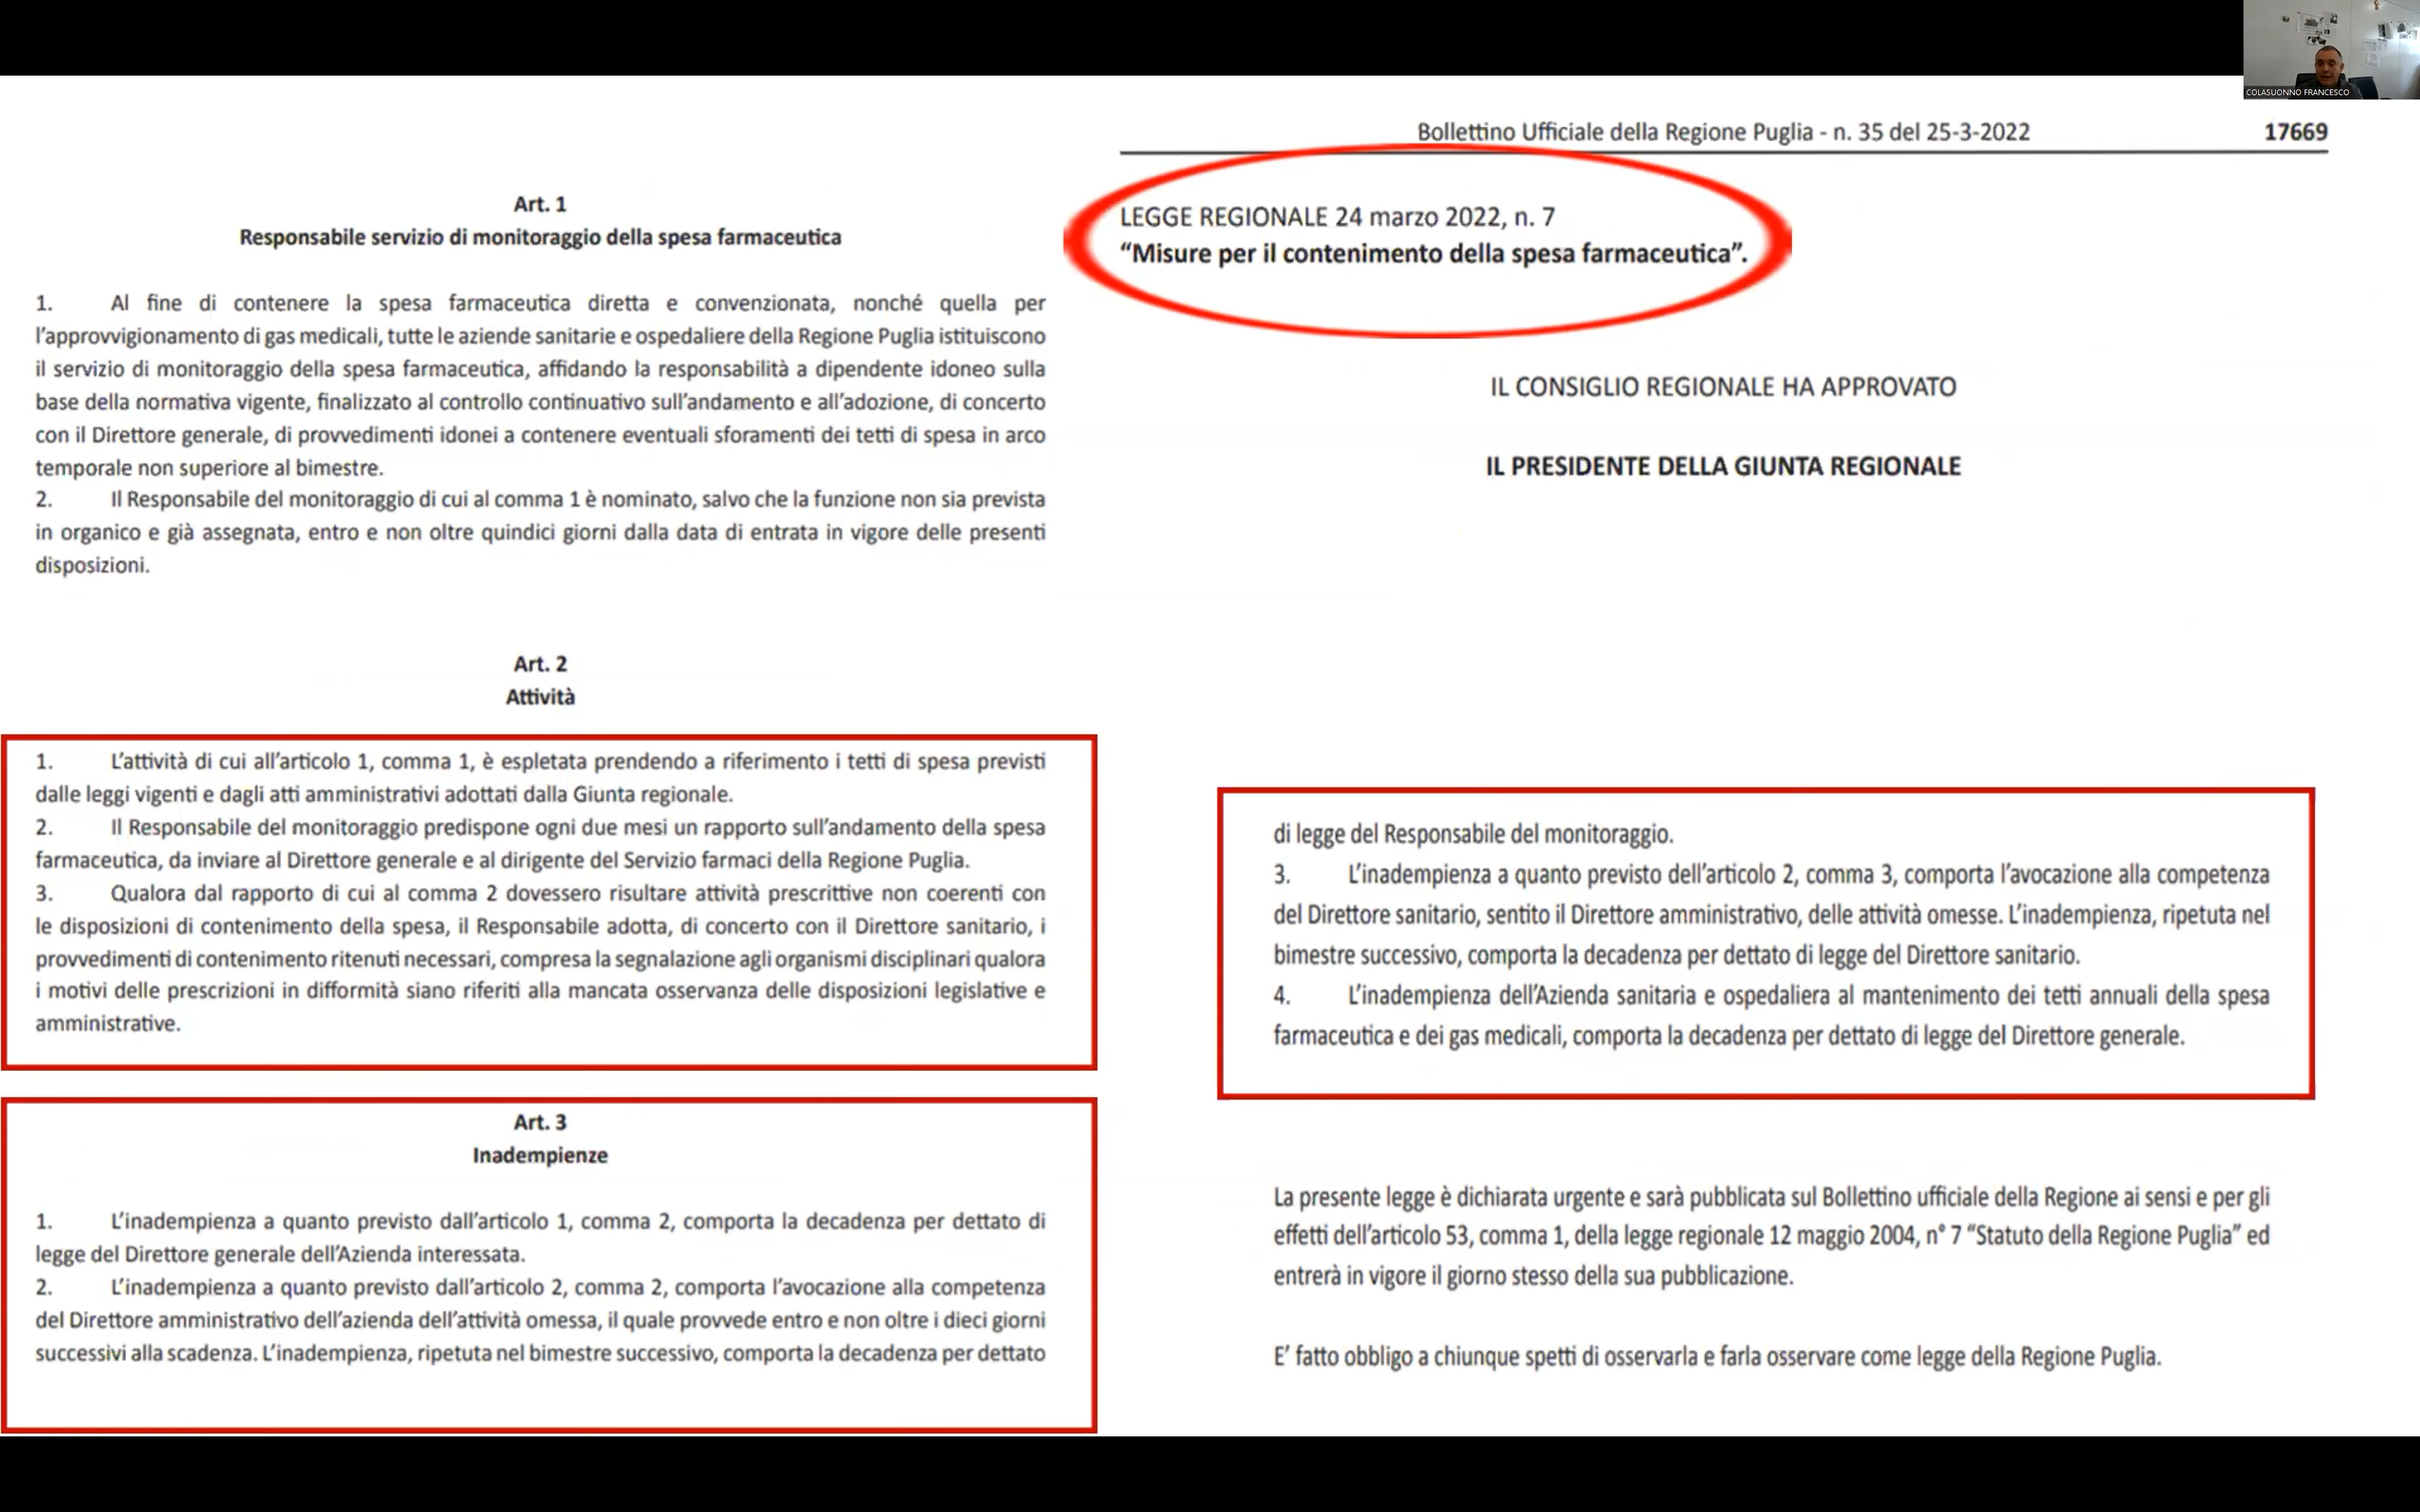 COLASUONNO FRANCESCO
Bollettino Ufficiale della Regione Puglia - n. 35 del 25-3-2022 17669
LEGGE REGIONALE 24 marzo 2022, n. 7
“Misure per il contenimento della spesa farmaceutica”.
IL CONSIGLIO REGIONALE HA APPROVATO
IL PRESIDENTE DELLA GIUNTA REGIONALE
Art. 1
Responsabile servizio di monitoraggio della spesa farmaceutica
1. Al fine di contenere la spesa farmaceutica diretta e convenzionata, nonché quella per
l’approvvigionamento di gas medicali, tutte le aziende sanitarie e ospedaliere della Regione Puglia istituiscono
il servizio di monitoraggio della spesa farmaceutica, affidando la responsabilità a dipendente idoneo sulla
base della normativa vigente, finalizzato al controllo continuativo sull’andamento e all’adozione, di concerto
con il Direttore generale, di provvedimenti idonei a contenere eventuali sforamenti dei tetti di spesa in arco
temporale non superiore al bimestre.
2. Il Responsabile del monitoraggio di cui al comma 1 è nominato, salvo che la funzione non sia prevista
in organico e già assegnata, entro e non oltre quindici giorni dalla data di entrata in vigore delle presenti
disposizioni.
Art. 2
Attività
1. L’attività di cui all’articolo 1, comma 1, è espletata prendendo a riferimento i tetti di spesa previsti
dalle leggi vigenti e dagli atti amministrativi adottati dalla Giunta regionale.
2. Il Responsabile del monitoraggio predispone ogni due mesi un rapporto sull’andamento della spesa
farmaceutica, da inviare al Direttore generale e al dirigente del Servizio farmaci della Regione Puglia.
3. Qualora dal rapporto di cui al comma 2 dovessero risultare attività prescrittive non coerenti con
le disposizioni di contenimento della spesa, il Responsabile adotta, di concerto con il Direttore sanitario, i
provvedimenti di contenimento ritenuti necessari, compresa la segnalazione agli organismi disciplinari qualora
i motivi delle prescrizioni in difformità siano riferiti alla mancata osservanza delle disposizioni legislative e
amministrative.
Art. 3
Inadempienze
1. L’inadempienza a quanto previsto dall’articolo 1, comma 2, comporta la decadenza per dettato di
legge del Direttore generale dell’Azienda interessata.
2. L’inadempienza a quanto previsto dall’articolo 2, comma 2, comporta l’avocazione alla competenza
del Direttore amministrativo dell’azienda dell’attività omessa, il quale provvede entro e non oltre i dieci giorni
successivi alla scadenza. L’inadempienza, ripetuta nel bimestre successivo, comporta la decadenza per dettato
di legge del Responsabile del monitoraggio.
3. L’inadempienza a quanto previsto dell’articolo 2, comma 3, comporta l’avocazione alla competenza
del Direttore sanitario, sentito il Direttore amministrativo, delle attività omesse. L’inadempienza, ripetuta nel
bimestre successivo, comporta la decadenza per dettato di legge del Direttore sanitario.
4. L’inadempienza dell’Azienda sanitaria e ospedaliera al mantenimento dei tetti annuali della spesa
farmaceutica e dei gas medicali, comporta la decadenza per dettato di legge del Direttore generale.
La presente legge è dichiarata urgente e sarà pubblicata sul Bollettino ufficiale della Regione ai sensi e per gli
effetti dell’articolo 53, comma 1, della legge regionale 12 maggio 2004, n° 7 “Statuto della Regione Puglia” ed
entrerà in vigore il giorno stesso della sua pubblicazione.
E’ fatto obbligo a chiunque spetti di osservarla e farla osservare come legge della Regione Puglia.